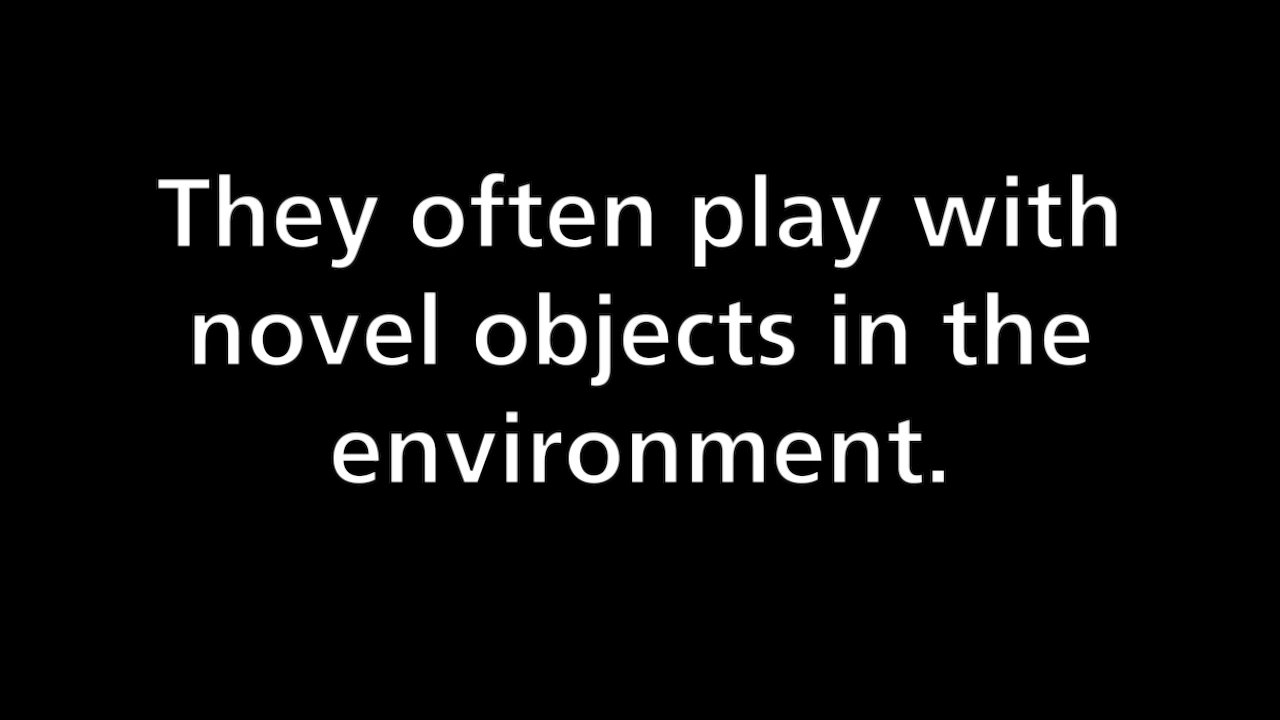 They often play with
novel objects in the
environment.